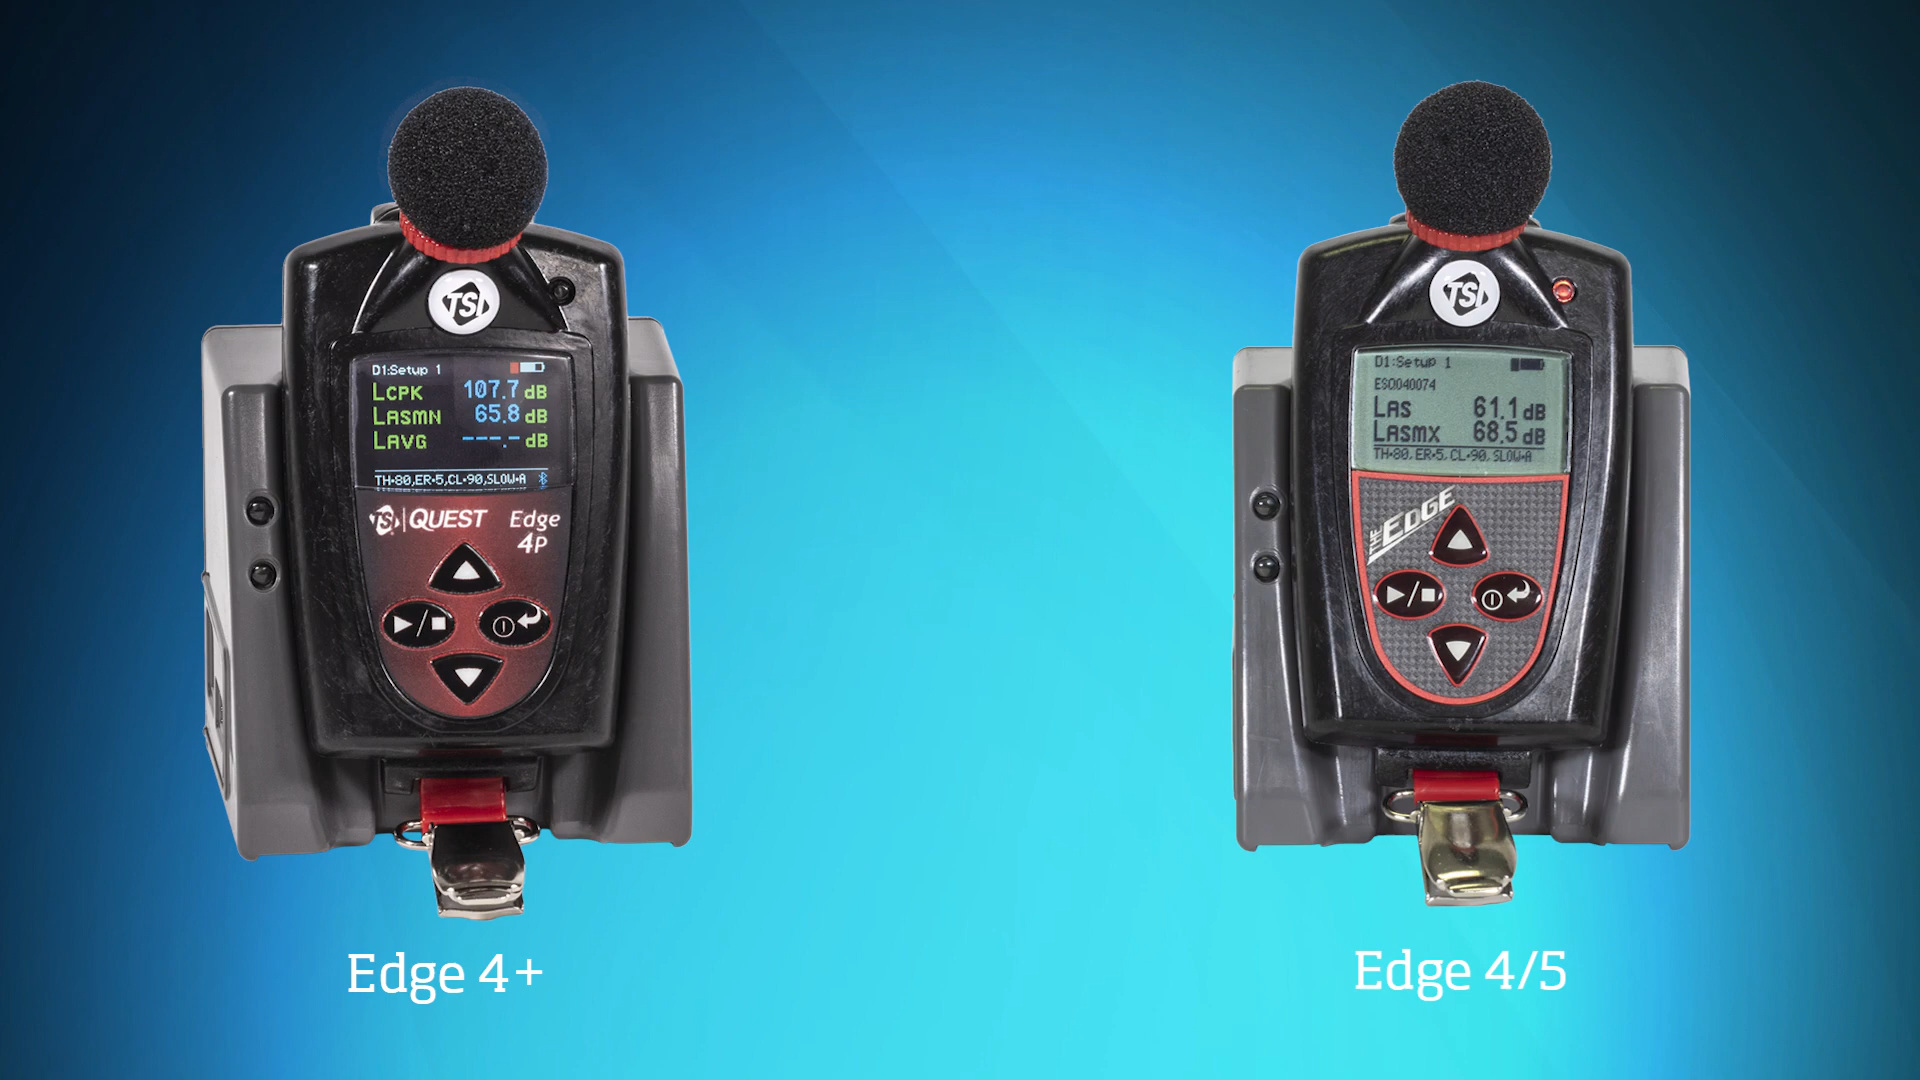 TSI
D1:Setup 1
LCPK 107.7 dB
LASMN 65.8 dB
LAVG ---.- dB
TH=80,ER=5,CL=90,SLOW=A
TSI QUEST Edge
4P
Edge 4+
TSI
D1:Setup 1
ESO040074
LAS 61.1 dB
LASMX 68.5 dB
TH=80,ER=5,CL=90,SLOW=A
THE EDGE
Edge 4/5